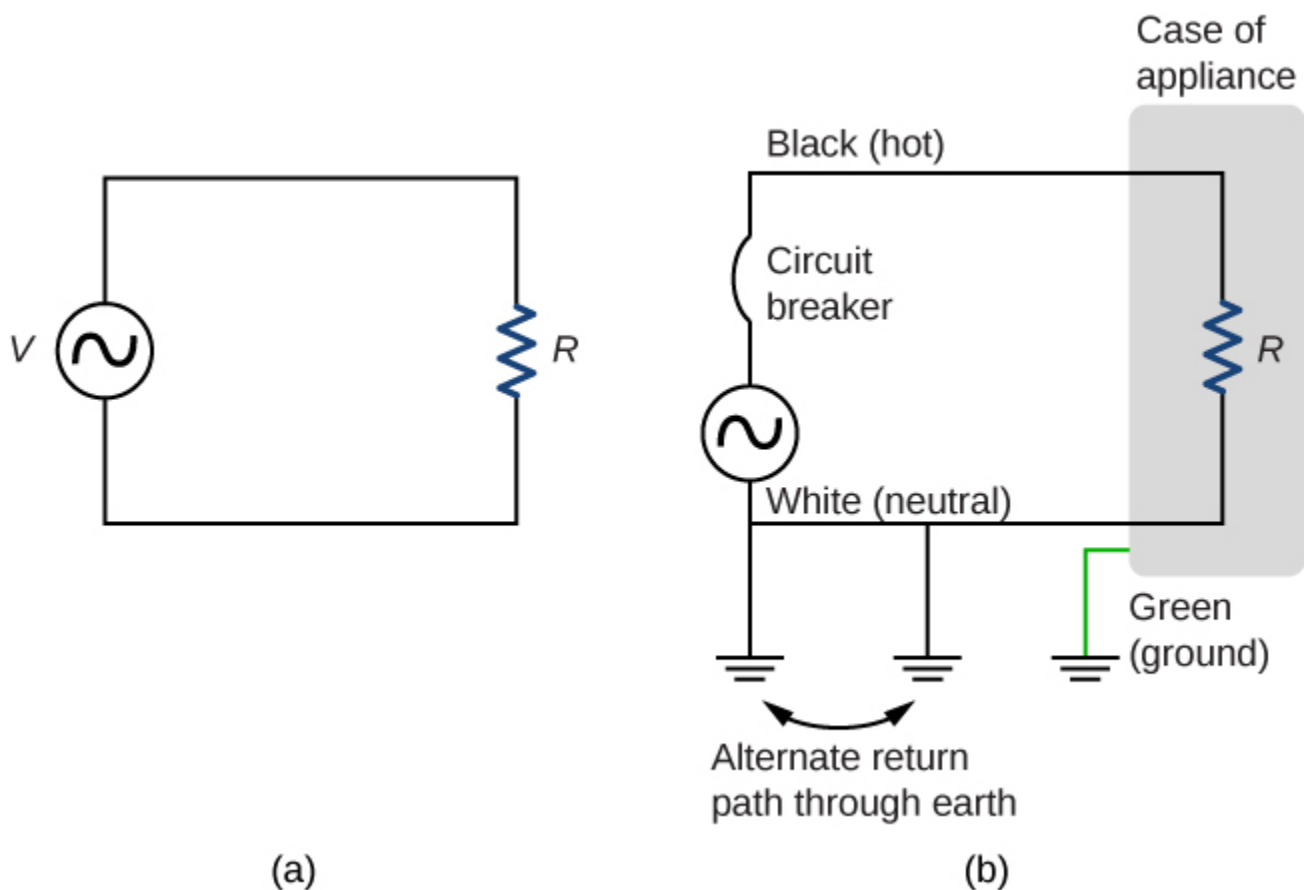 V
R
(a)
Case of
appliance
Black (hot)
Circuit
breaker
R
White (neutral)
Green
(ground)
Alternate return
path through earth
(b)